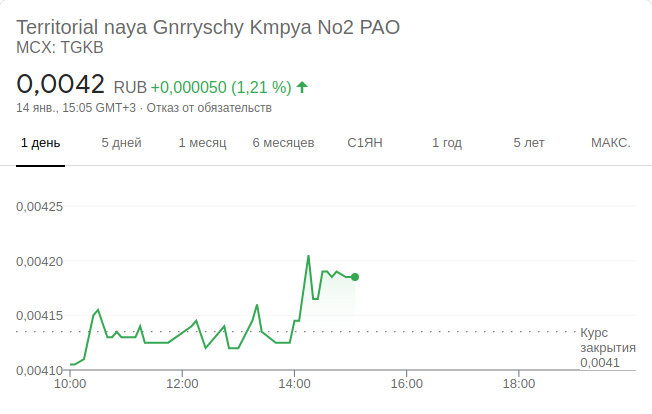 Territorial naya Gnrryschy Kmpya No2 PAO
MCX: TGKB
0,0042 RUB +0,000050 (1,21 %)
14 янв., 15:05 GMT+3 · Отказ от обязательств
1 день 5 дней 1 месяц 6 месяцев С1ЯН 1 год 5 лет МАКС.
0,00425
0,00420
0,00415
0,00410
Курс
закрытия
0,0041
10:00 12:00 14:00 16:00 18:00